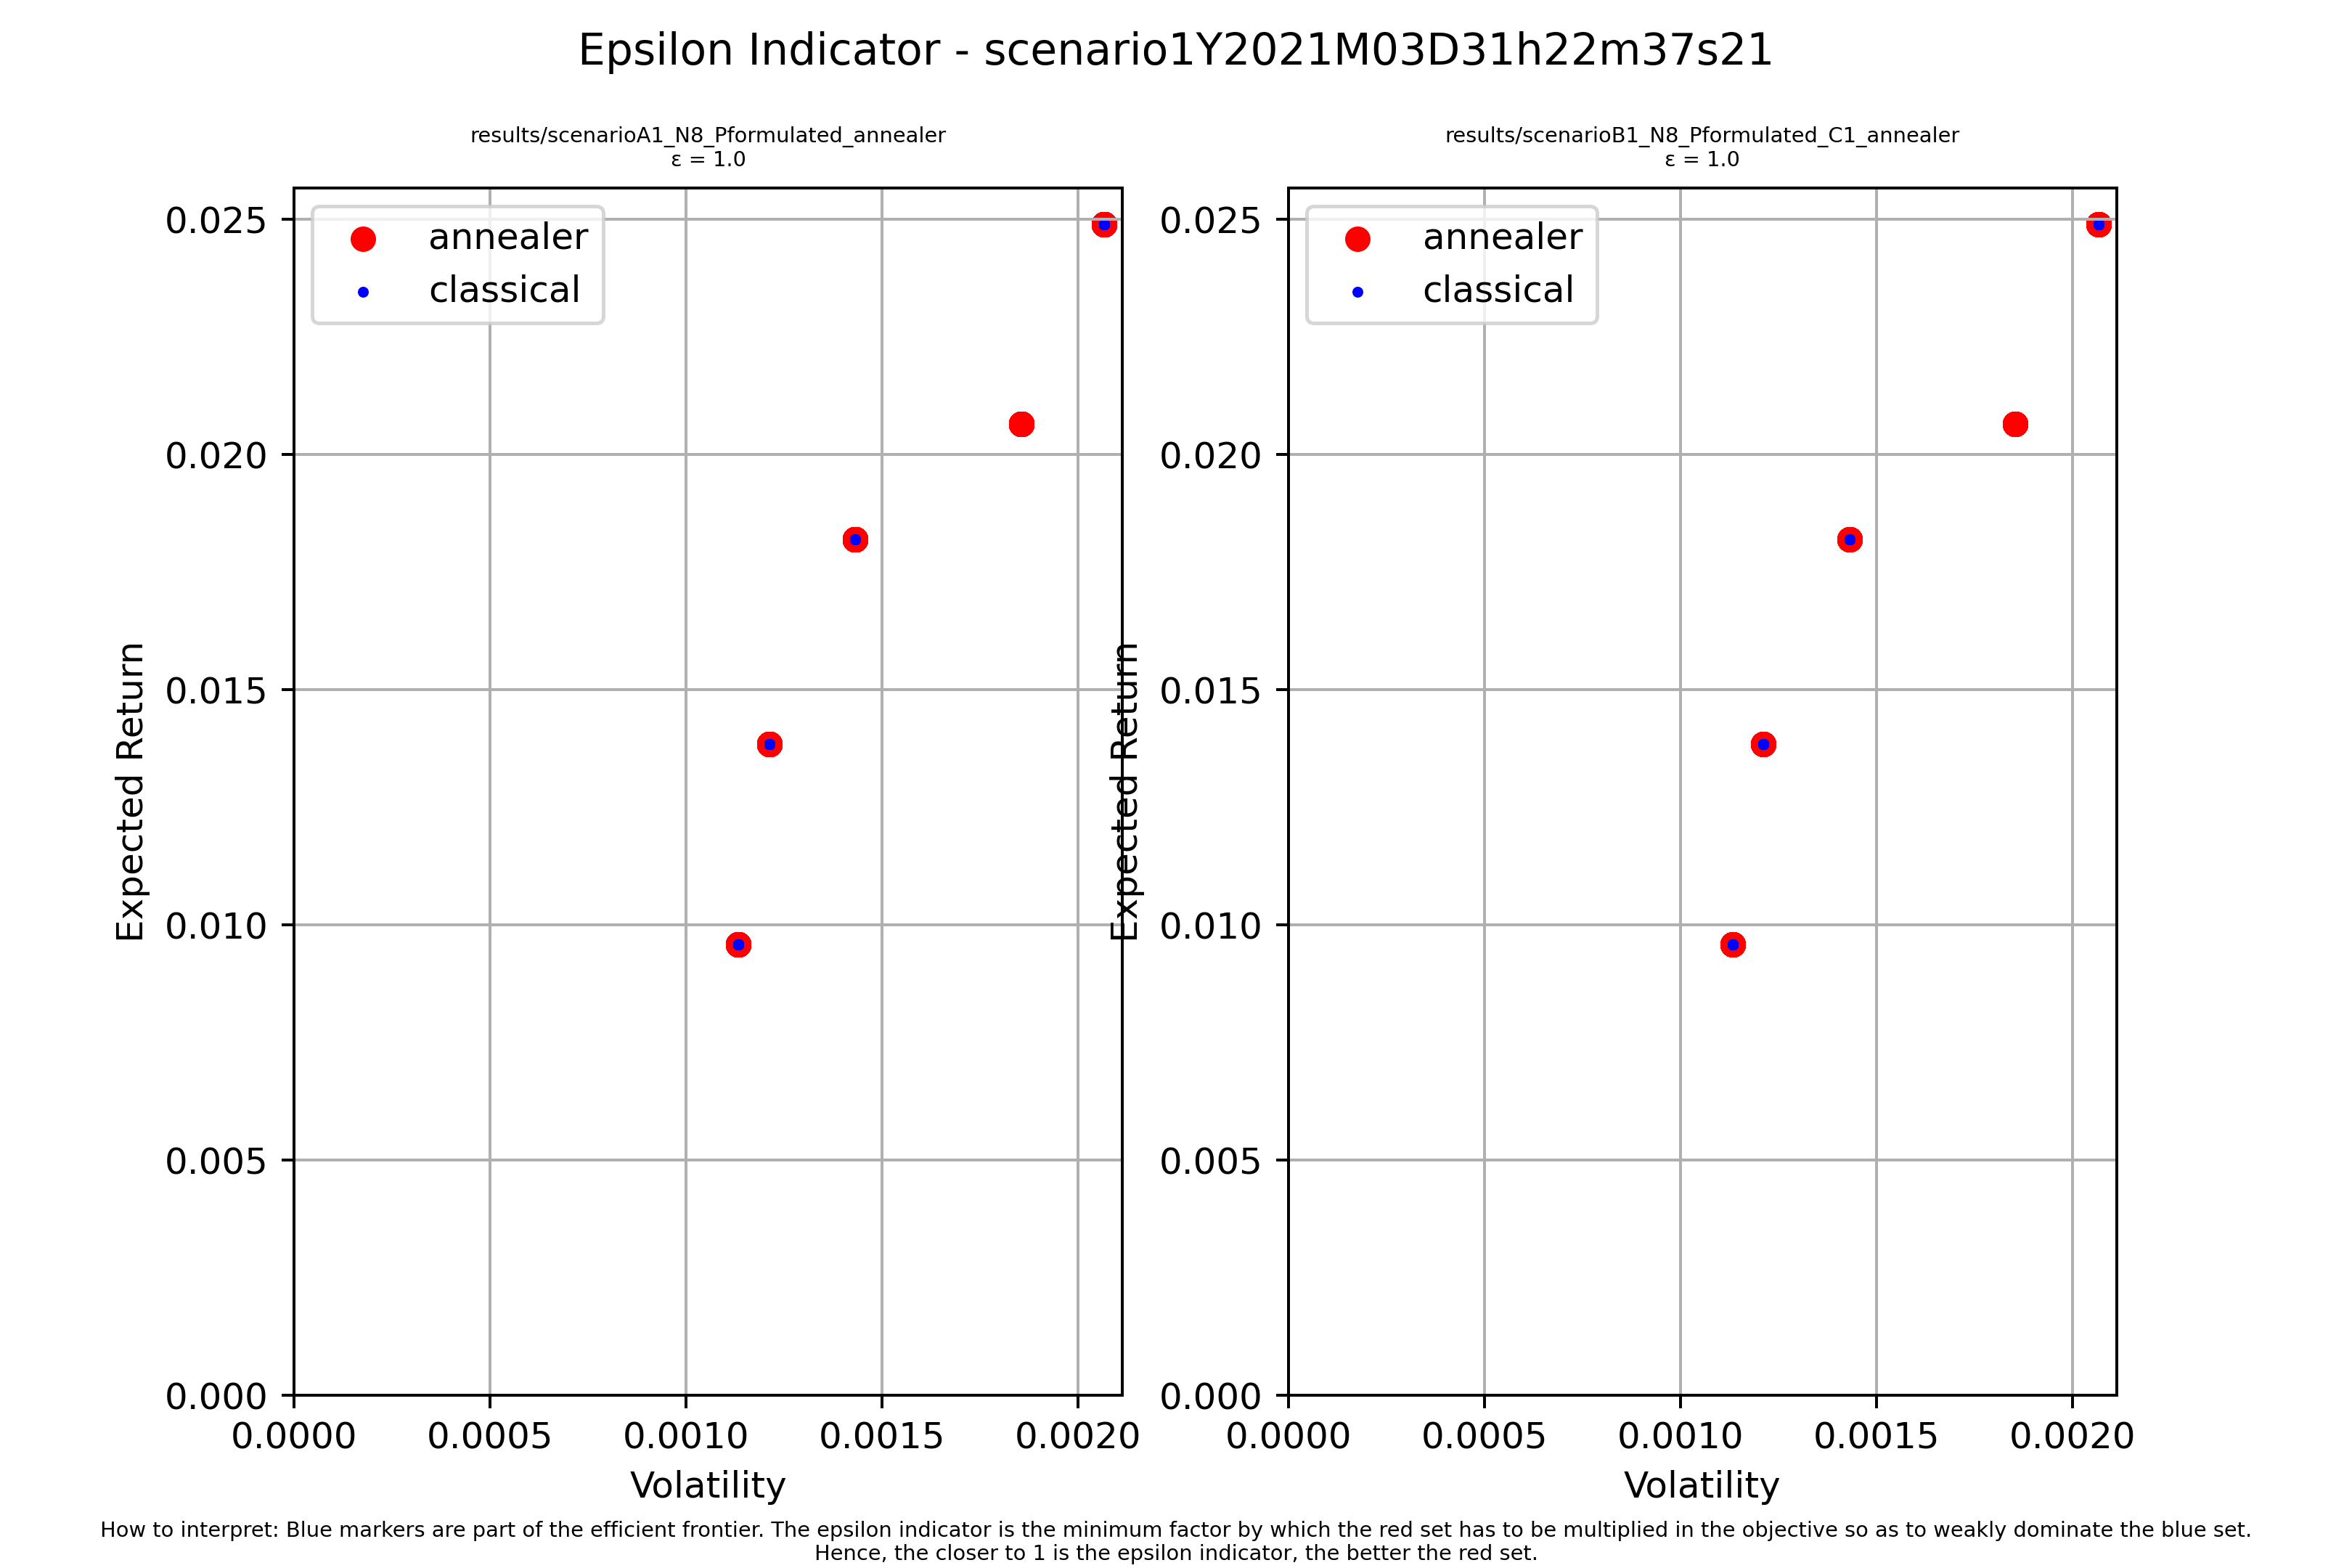 Epsilon Indicator - scenario1Y2021M03D31h22m37s21
results/scenarioA1_N8_Pformulated_annealer
ε = 1.0
annealer
classical
0.025
0.020
0.015
0.010
0.005
0.000
Expected Return
0.0000 0.0005 0.0010 0.0015 0.0020
Volatility
results/scenarioB1_N8_Pformulated_C1_annealer
ε = 1.0
annealer
classical
0.025
0.020
0.015
0.010
0.005
0.000
Expected Return
0.0000 0.0005 0.0010 0.0015 0.0020
Volatility
How to interpret: Blue markers are part of the efficient frontier. The epsilon indicator is the minimum factor by which the red set has to be multiplied in the objective so as to weakly dominate the blue set.
Hence, the closer to 1 is the epsilon indicator, the better the red set.